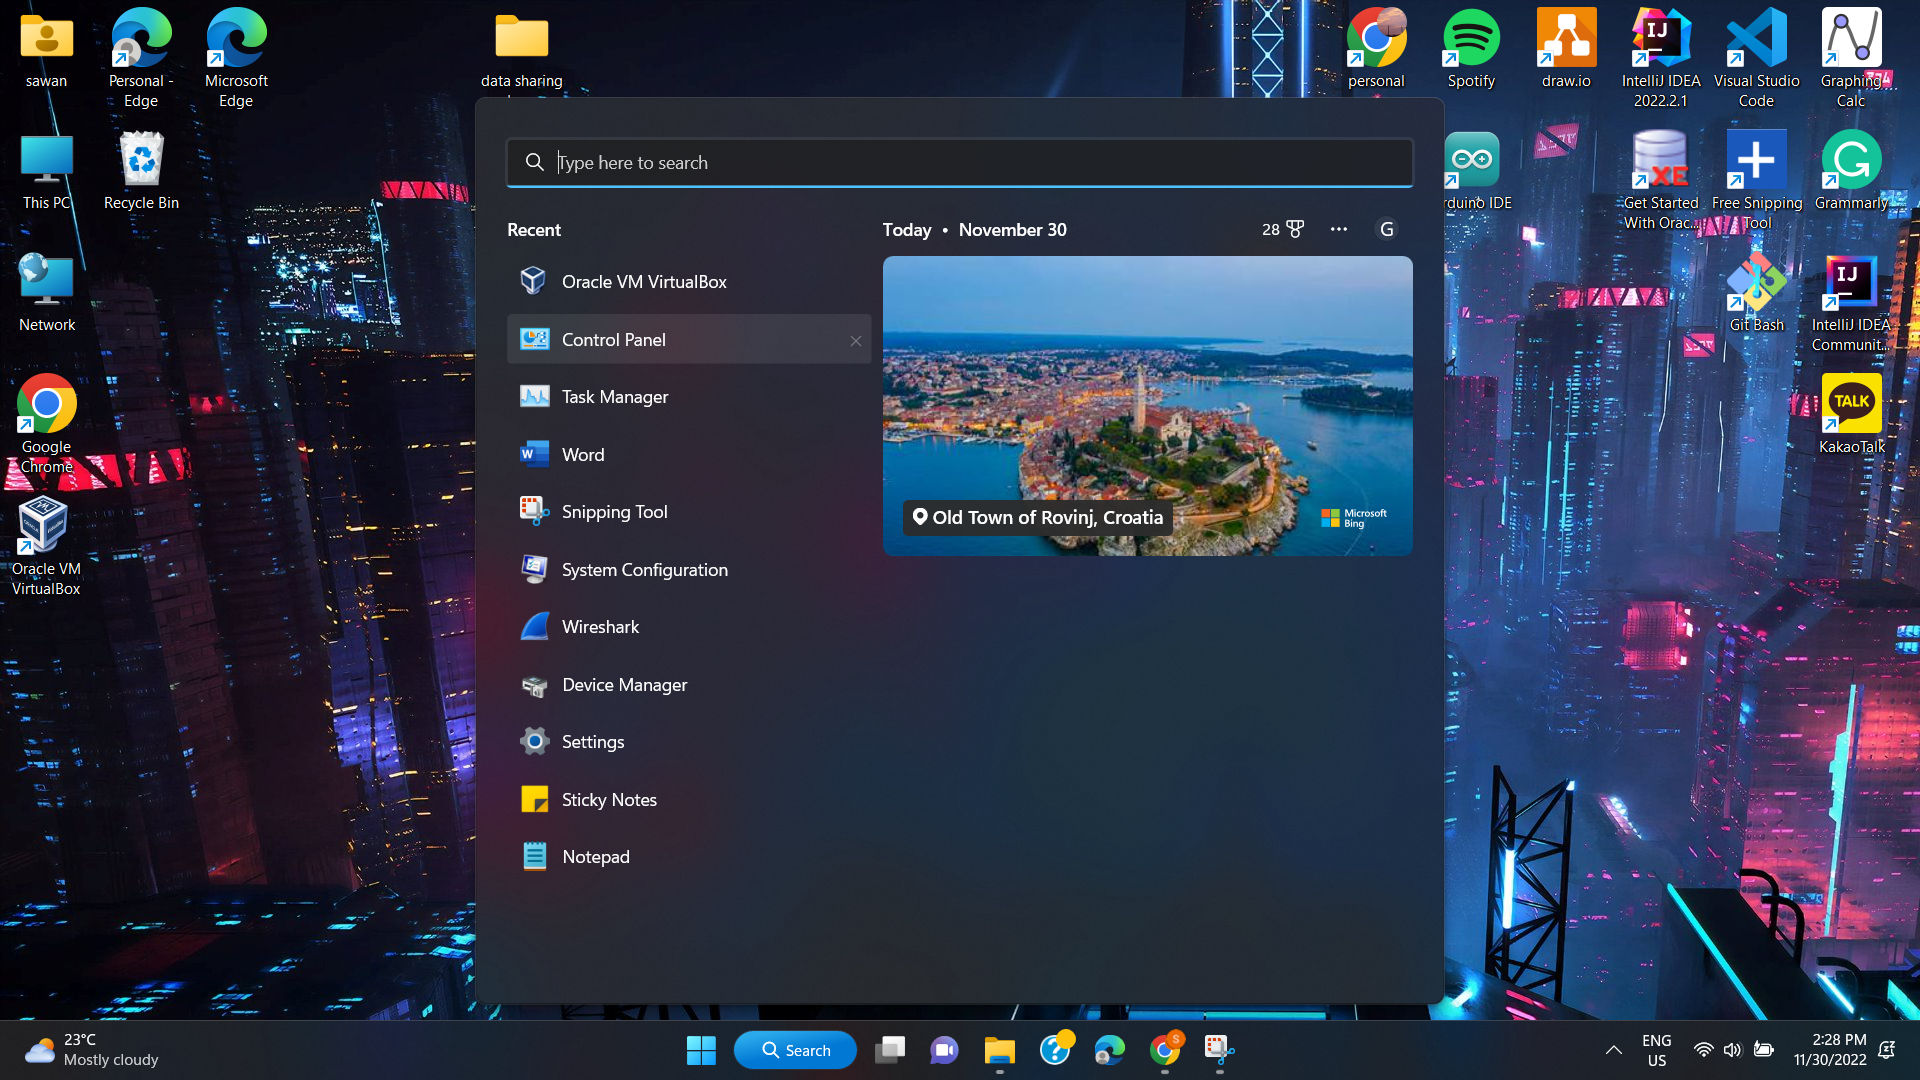 sawan
Personal -
Edge
Microsoft
Edge
data sharing
personal
Spotify
draw.io
IntelliJ IDEA
2022.2.1
Visual Studio
Code
Graphing
Calc
This PC
Recycle Bin
rduino IDE
Get Started
With Orac...
Free Snipping
Tool
Grammarly
Network
Git Bash
IntelliJ IDEA
Communit...
Google
Chrome
TALK
KakaoTalk
Oracle VM
VirtualBox
Type here to search
Recent
Oracle VM VirtualBox
Control Panel
Task Manager
Word
Snipping Tool
System Configuration
Wireshark
Device Manager
Settings
Sticky Notes
Notepad
Today • November 30
28
G
Old Town of Rovinj, Croatia
Microsoft
Bing
23°C
Mostly cloudy
Search
ENG
US
2:28 PM
11/30/2022